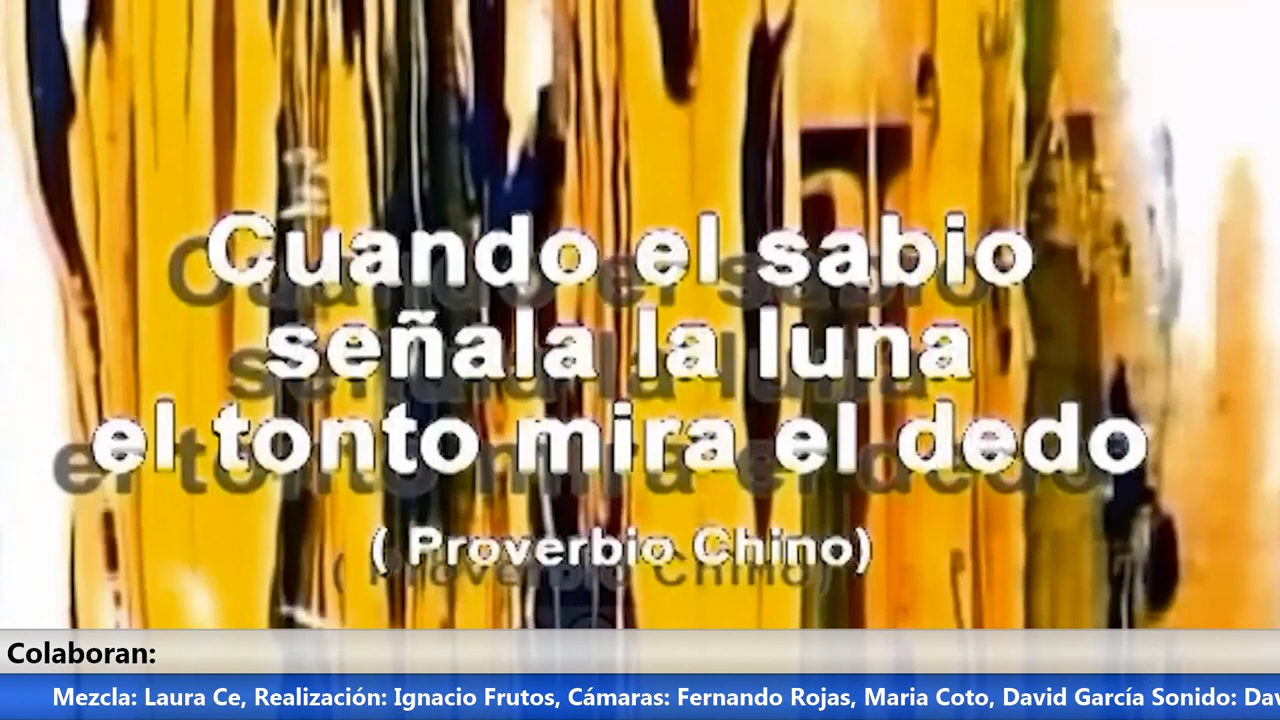 Cuando el sabio
señala la luna
el tonto mira el dedo
( Proverbio Chino)
Colaboran:
Mezcla: Laura Ce, Realización: Ignacio Frutos, Cámaras: Fernando Rojas, Maria Coto, David García Sonido: